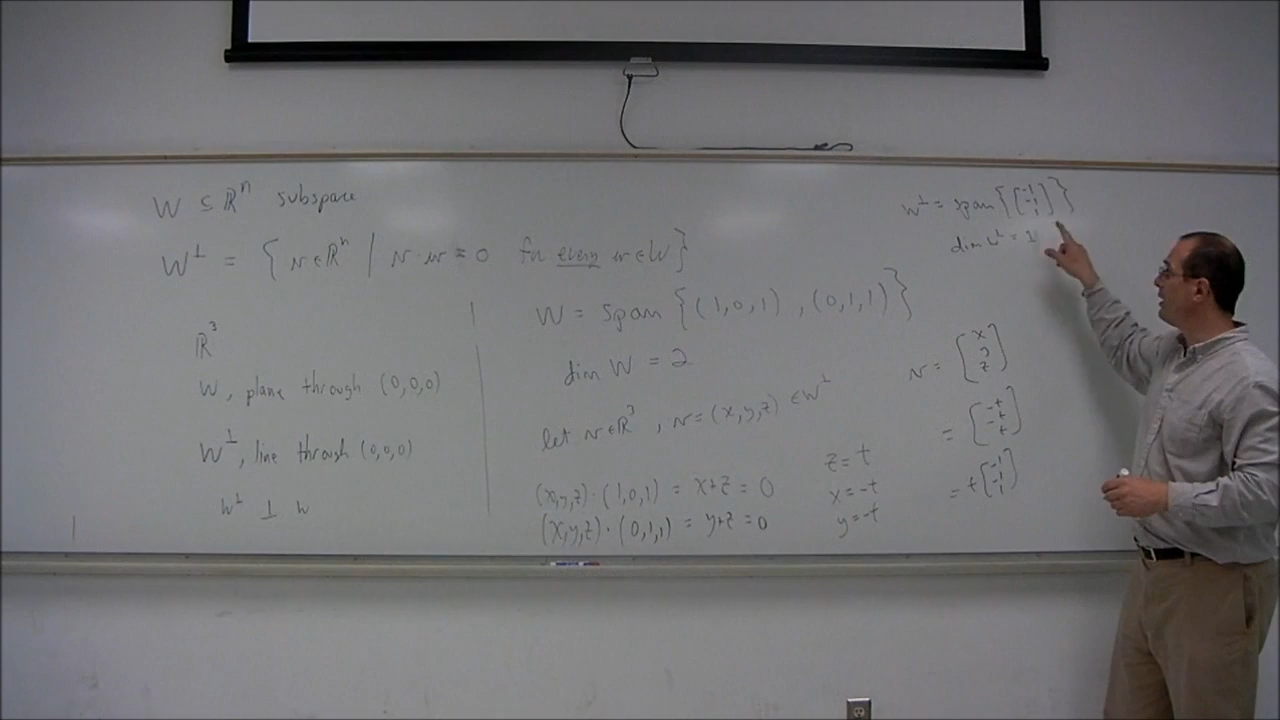 W ⊆ ℝⁿ subspace
W^⊥ = { v ∈ ℝⁿ | v · w = 0 for every w ∈ W }
ℝ³
W, plane through (0,0,0)
W^⊥, line through (0,0,0)
W^⊥ ⊥ W
W = span { (1,0,1) , (0,1,1) }
dim W = 2
let v ∈ ℝ³ , v = (x,y,z) ∈ W^⊥
(x,y,z) · (1,0,1) = x+z = 0
(x,y,z) · (0,1,1) = y+z = 0
z = t
x = -t
y = -t
W^⊥ = span { [ -1 -1 1 ] }
dim W^⊥ = 1
v = [ x y z ]
= [ -t -t t ]
= t [ -1 -1 1 ]